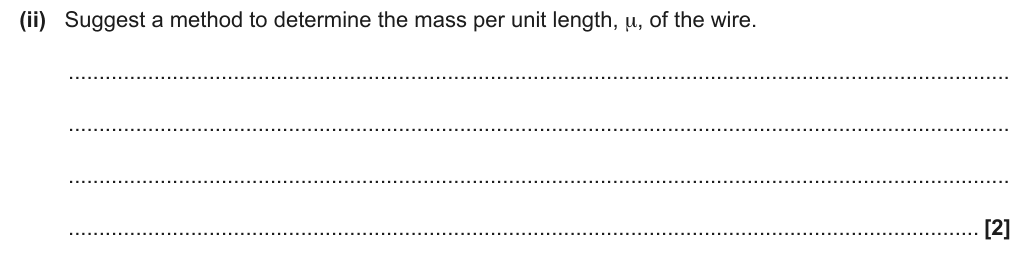 (ii) Suggest a method to determine the mass per unit length, μ, of the wire.
[2]